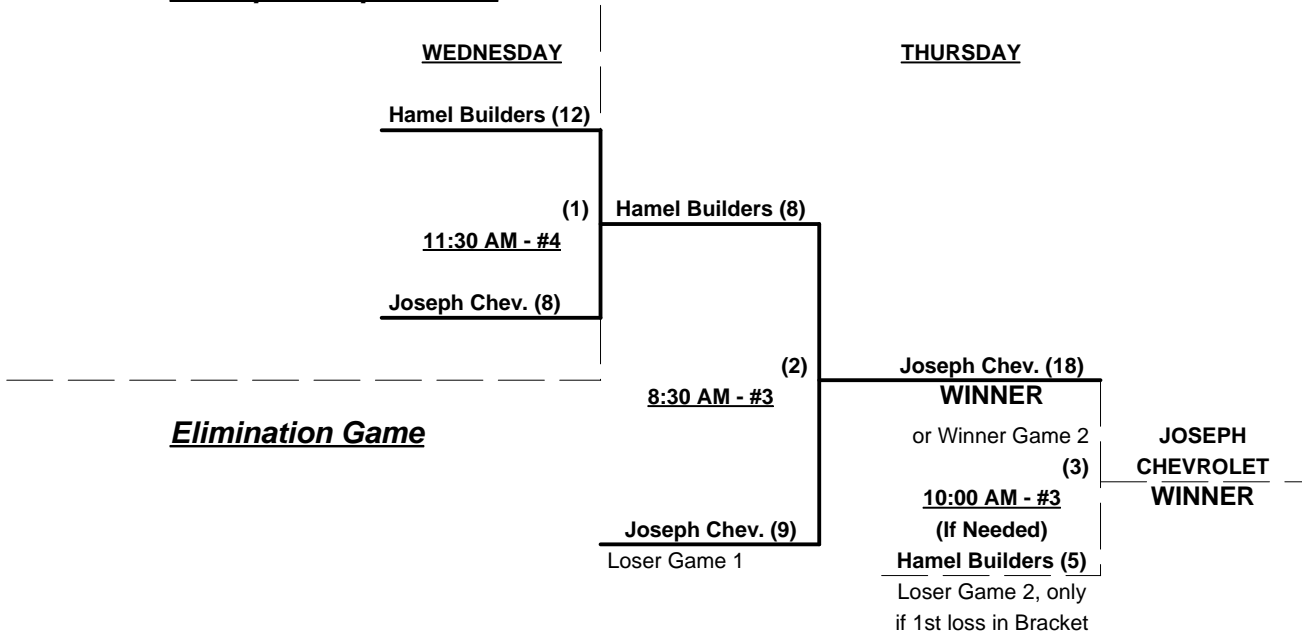 WEDNESDAY
THURSDAY
Hamel Builders (12)
(1)
Hamel Builders (8)
11:30 AM - #4
Joseph Chev. (8)
(2)
Joseph Chev. (18)
8:30 AM - #3
WINNER
Elimination Game
or Winner Game 2
JOSEPH
(3)
CHEVROLET
10:00 AM - #3
WINNER
Joseph Chev. (9)
(If Needed)
Loser Game 1
Hamel Builders (5)
Loser Game 2, only
if 1st loss in Bracket